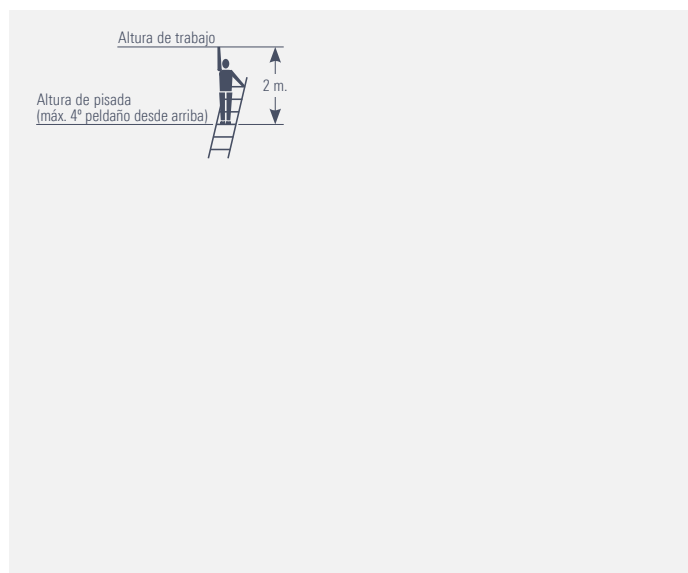 Altura de trabajo
2 m.
Altura de pisada
(máx. 4º peldaño desde arriba)